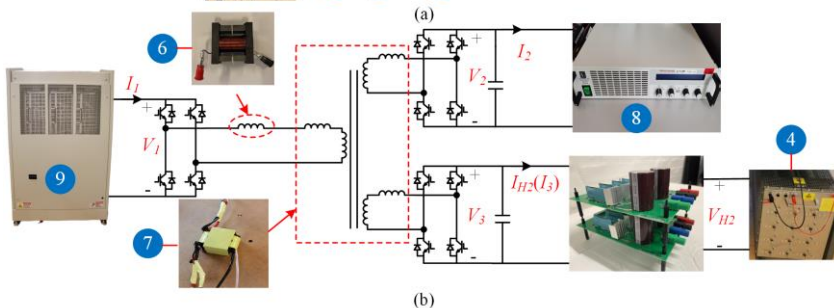 (a)
6
I1
+
V1
-
9
7
+
V2
-
I2
8
+
V3
-
IH2(I3)
+
VH2
-
4
(b)